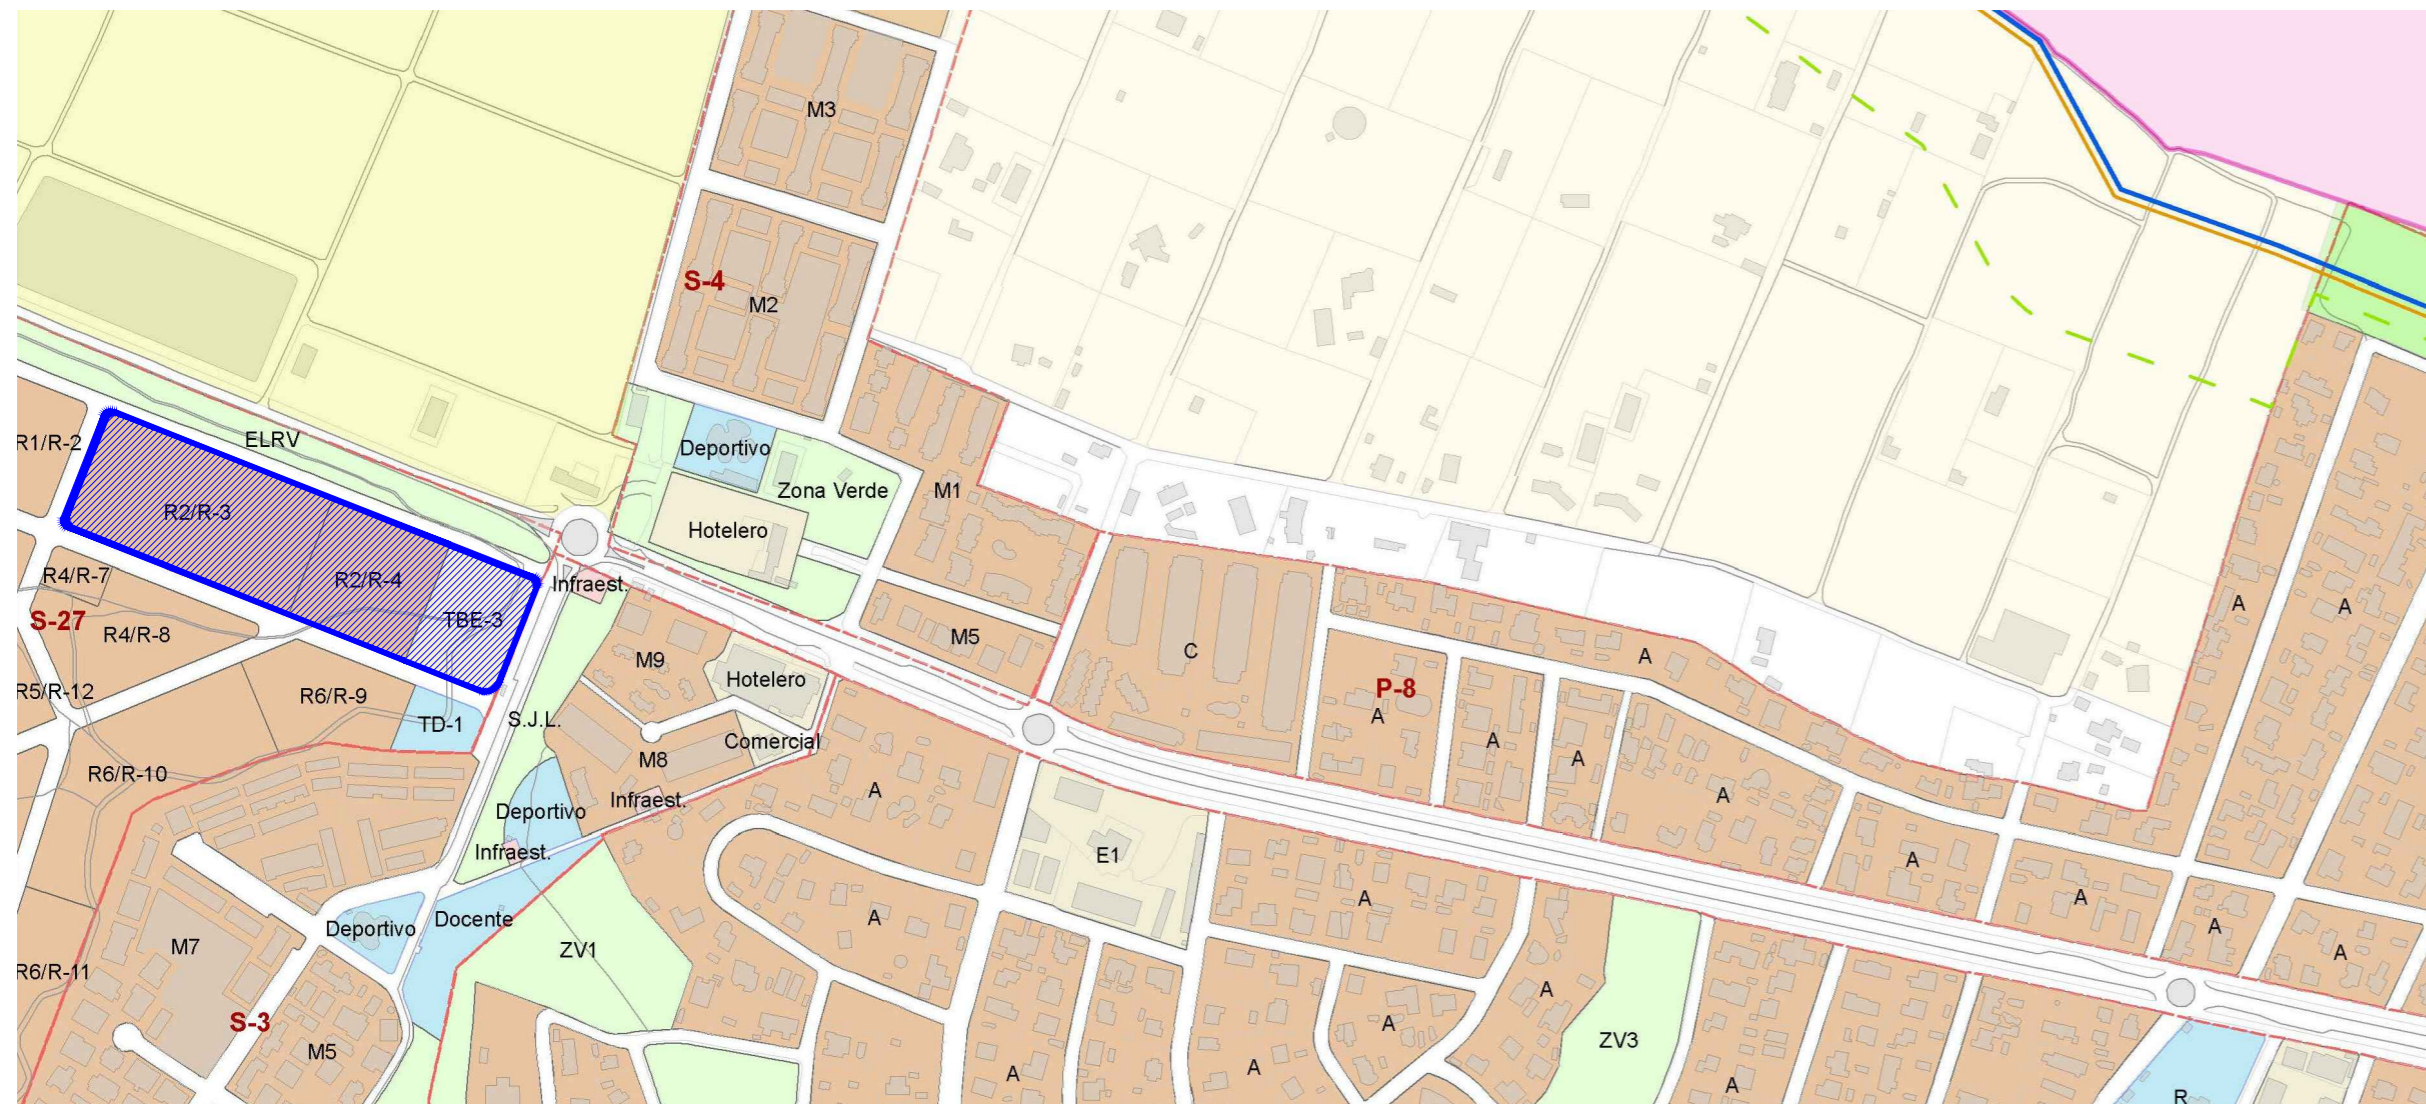 M3
S-4
M2
R1/R-2
ELRV
Deportivo
Zona Verde
M1
R2/R-3
Hotelero
R4/R-7
R2/R-4
Infraest.
S-27
R4/R-8
TBE-3
M5
A
A
M9
C
A
Hotelero
P-8
A
R5/R-12
R6/R-9
TD-1
S.J.L.
Comercial
A
M8
A
R6/R-10
A
Infraest.
A
Deportivo
Infraest.
E1
A
A
A
Deportivo
Docente
A
A
A
M7
ZV1
A
R6/R-11
A
S-3
A
M5
ZV3
A
A
A
R